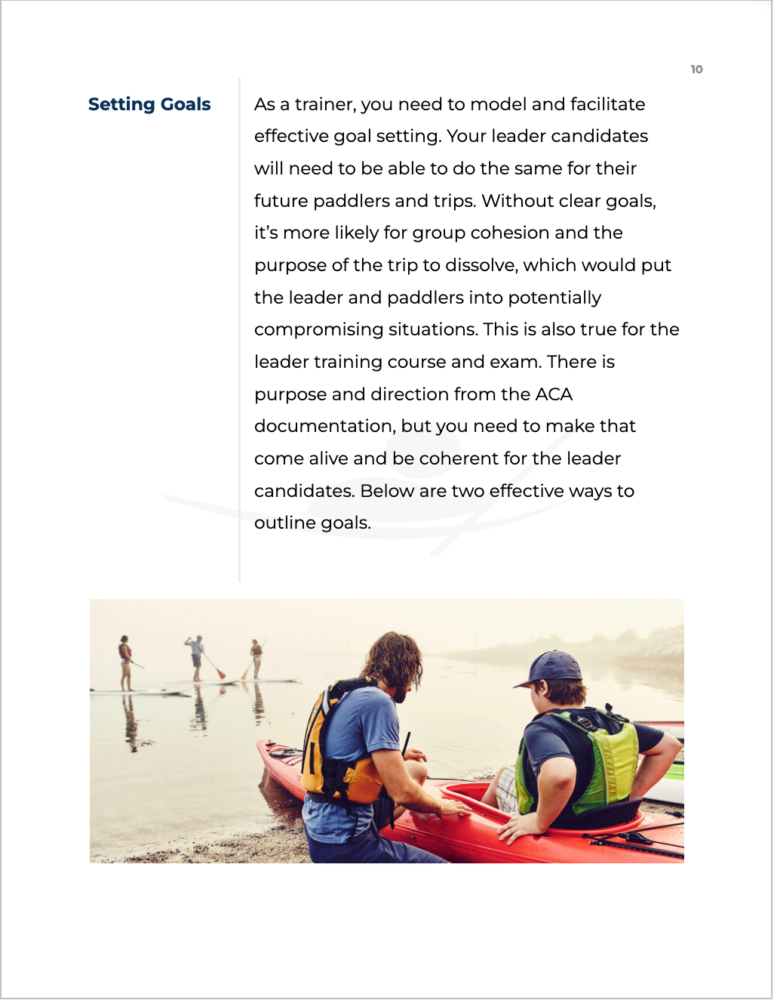 10
Setting Goals
As a trainer, you need to model and facilitate
effective goal setting. Your leader candidates
will need to be able to do the same for their
future paddlers and trips. Without clear goals,
it’s more likely for group cohesion and the
purpose of the trip to dissolve, which would put
the leader and paddlers into potentially
compromising situations. This is also true for the
leader training course and exam. There is
purpose and direction from the ACA
documentation, but you need to make that
come alive and be coherent for the leader
candidates. Below are two effective ways to
outline goals.